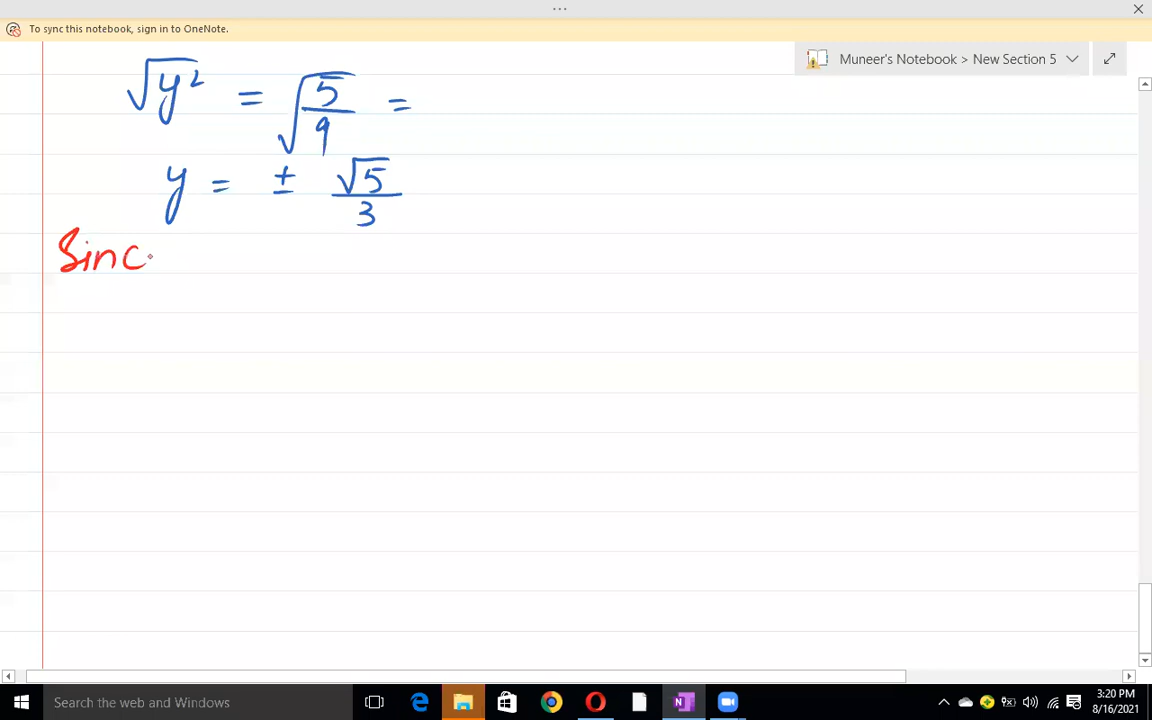 To sync this notebook, sign in to OneNote.
Muneer's Notebook > New Section 5
√y² = √5/9 =
y = ± √5/3
Sinc
Search the web and Windows
3:20 PM
8/16/2021